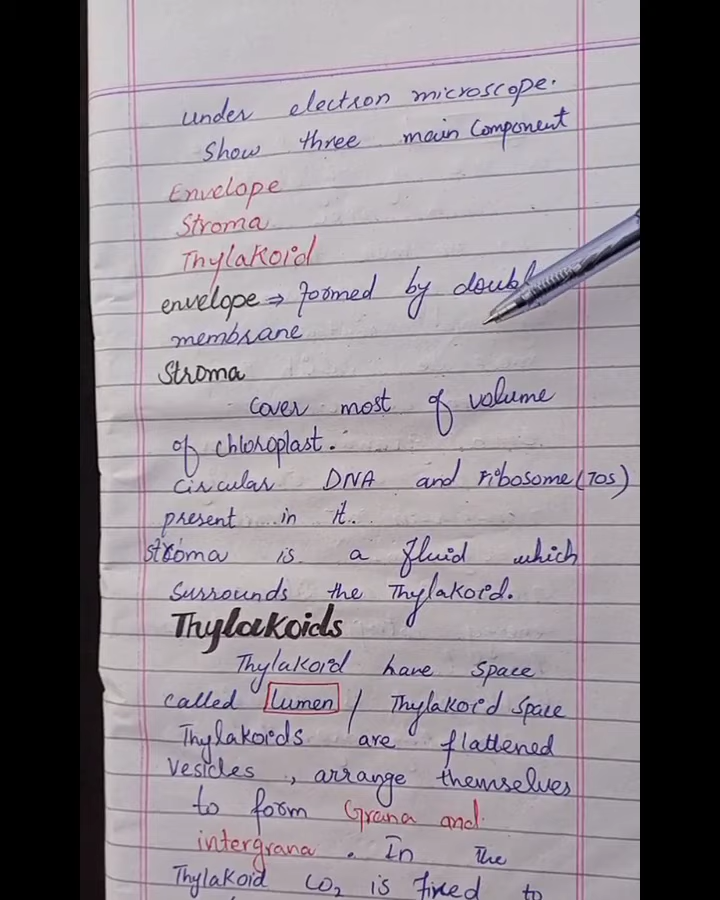 under electron microscope.
Show three main Component
Envelope
Stroma
Thylakoid
envelope ⇒ formed by doubl
membrane
Stroma
Cover most of volume
of chloroplast.
circular DNA and ribosome (70s)
present in it.
stroma is a fluid which
surrounds the Thylakoid.
Thylakoids
Thylakoid have space
called lumen / Thylakoid space
Thylakoids are flattened
vesicles, arrange themselves
to form Grana and
intergrana. In the
Thylakoid CO2 is fixed to